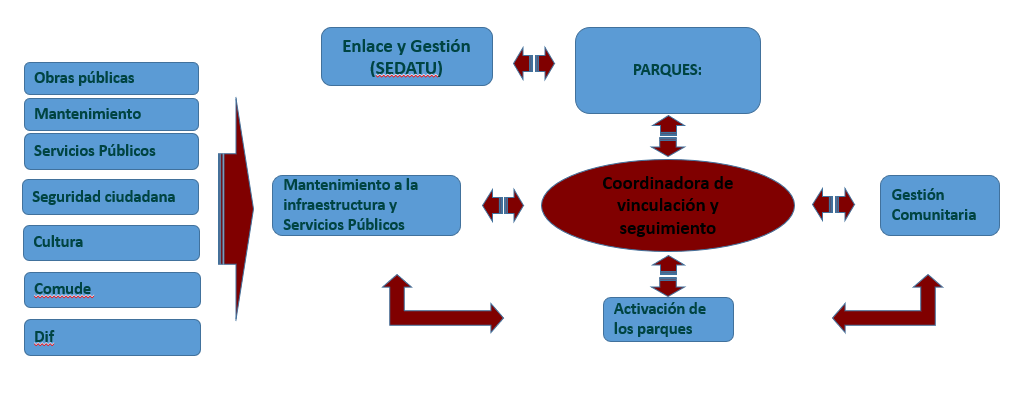 Enlace y Gestión
(SEDATU)
PARQUES:
Obras públicas
Mantenimiento
Servicios Públicos
Seguridad ciudadana
Cultura
Comude
Dif
Mantenimiento a la
infraestructura y
Servicios Públicos
Coordinadora de
vinculación y
seguimiento
Gestión
Comunitaria
Activación de
los parques